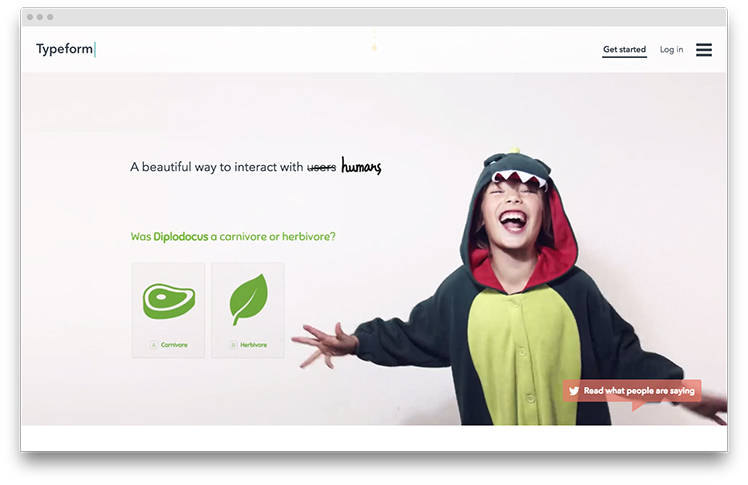 Typeform
Get started
Log in
A beautiful way to interact with users humans
Was Diplodocus a carnivore or herbivore?
A Carnivore
B Herbivore
Read what people are saying